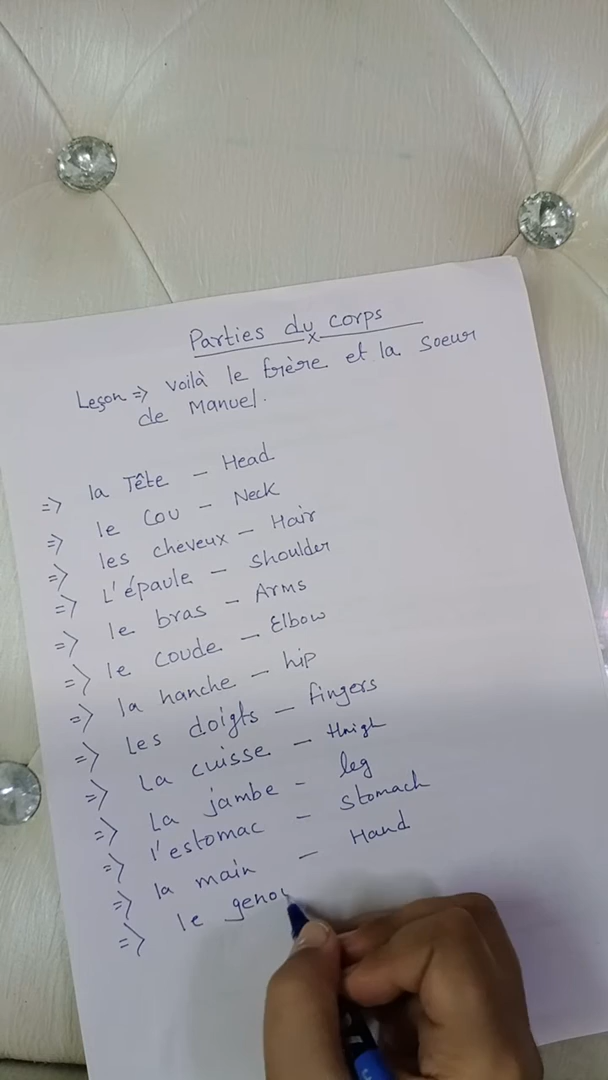 Parties du corps
x
Leçon => voilà le frère et la soeur
de Manuel.
=> la Tête - Head
=> le Cou - Neck
=> les cheveux - Hair
=> L'épaule - shoulder
=> le bras - Arms
=> le coude - Elbow
=> la hanche - hip
=> Les doigts - fingers
=> La cuisse - Thigh
=> La jambe - leg
=> l'estomac - Stomach
=> la main - Hand
=> le genou